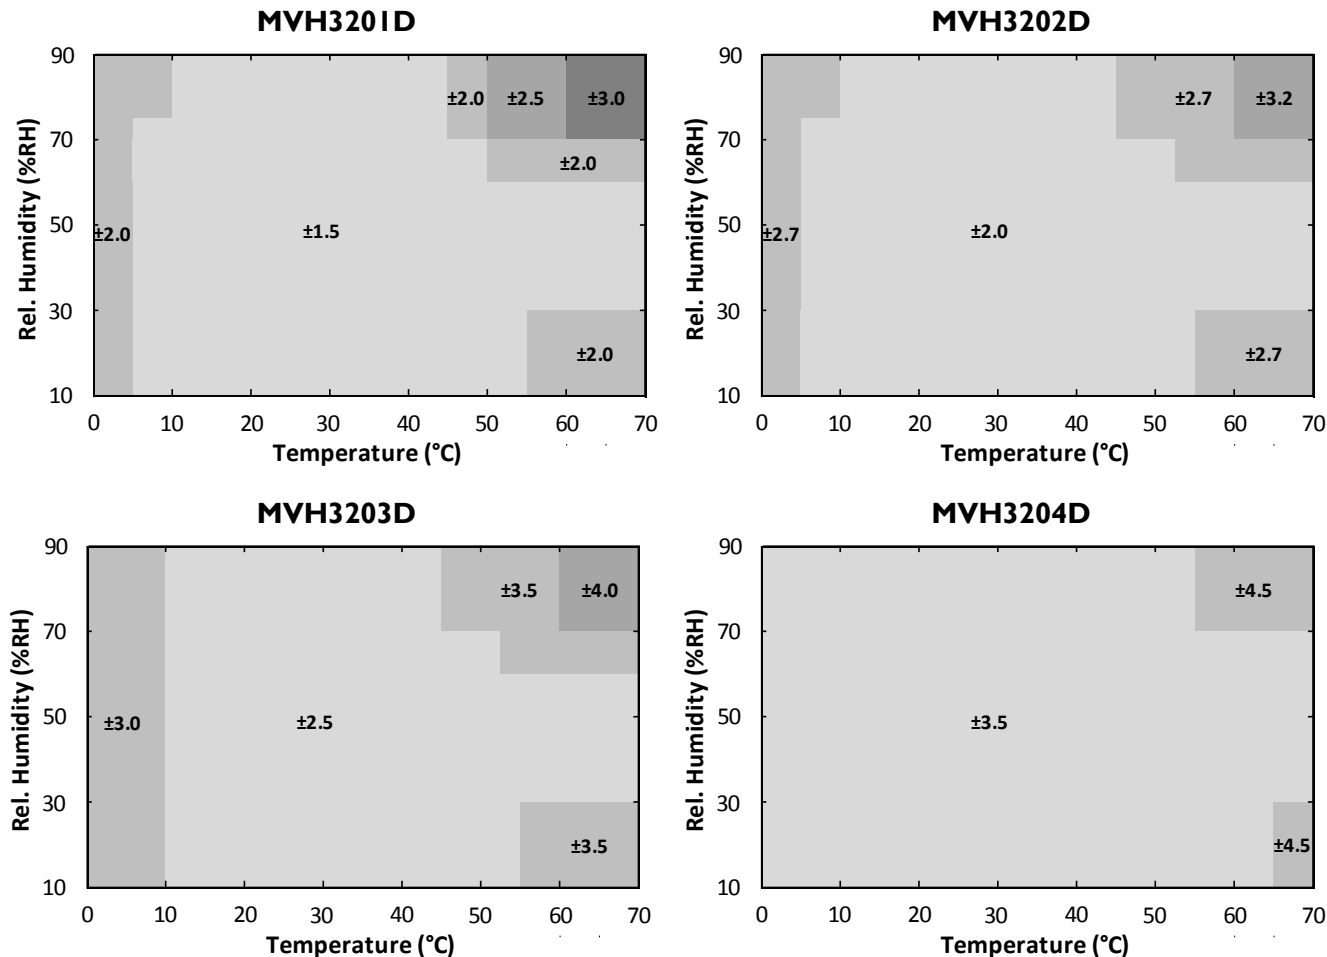 MVH3201D
90
70
50
30
10
Rel. Humidity (%RH)
±2.0
±2.5
±3.0
±2.0
±2.0
±1.5
±2.0
0 10 20 30 40 50 60 70
Temperature (°C)
MVH3202D
90
70
50
30
10
Rel. Humidity (%RH)
±2.7
±3.2
±2.7
±2.0
±2.7
0 10 20 30 40 50 60 70
Temperature (°C)
MVH3203D
90
70
50
30
10
Rel. Humidity (%RH)
±3.5
±4.0
±3.0
±2.5
±3.5
0 10 20 30 40 50 60 70
Temperature (°C)
MVH3204D
90
70
50
30
10
Rel. Humidity (%RH)
±4.5
±3.5
±4.5
0 10 20 30 40 50 60 70
Temperature (°C)